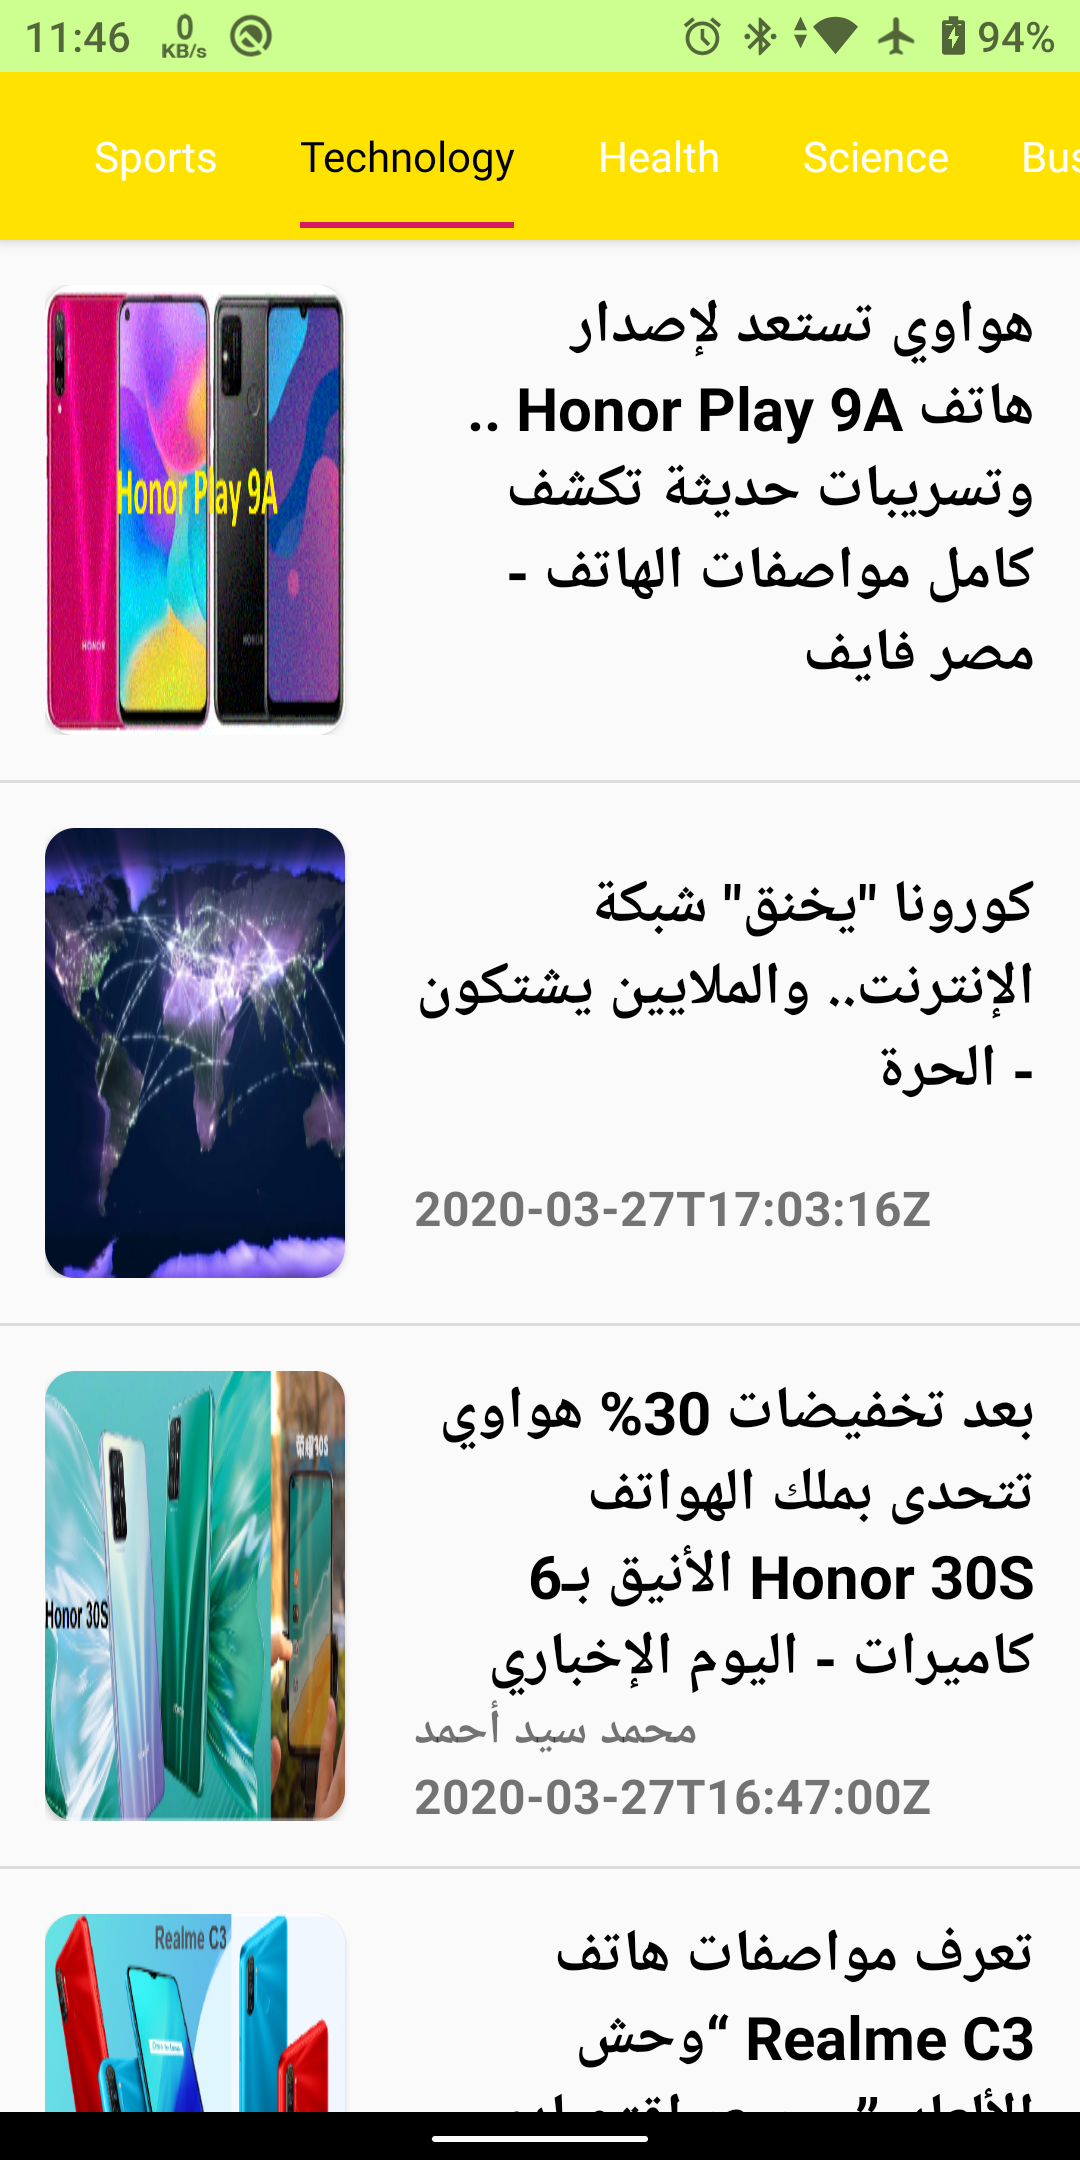 11:46
0
KB/s
94%
Sports
Technology
Health
Science
Bus
هواوي تستعد لإصدار
هاتف Honor Play 9A ..
وتسريبات حديثة تكشف
كامل مواصفات الهاتف -
مصر فايف
Honor Play 9A
HONOR
كورونا "يخنق" شبكة
الإنترنت.. والملايين يشتكون
- الحرة
2020-03-27T17:03:16Z
بعد تخفيضات 30% هواوي
تتحدى بملك الهواتف
Honor 30S الأنيق بـ6
كاميرات - اليوم الإخباري
محمد سيد أحمد
2020-03-27T16:47:00Z
Honor 30S
تعرف مواصفات هاتف
Realme C3 “وحش
Realme C3